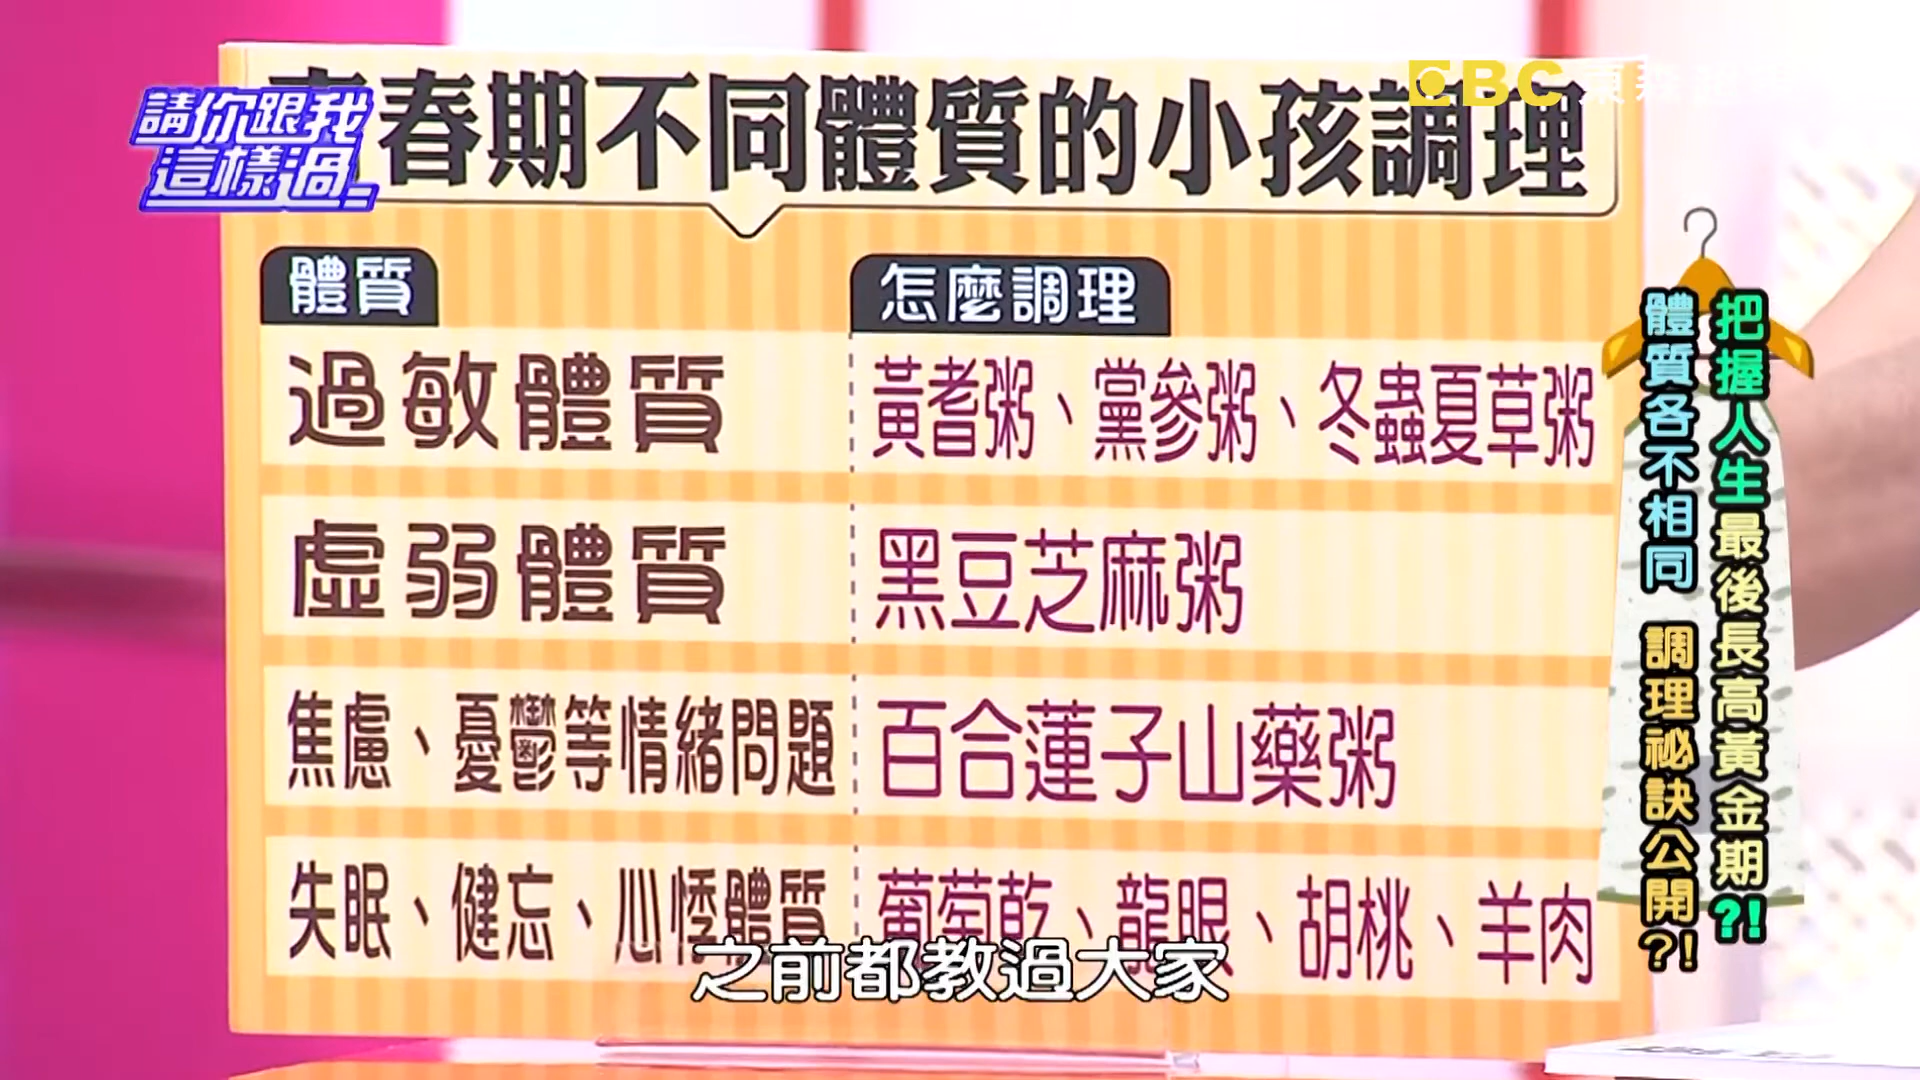 請你跟我
這樣過
EBC
青春期不同體質的小孩調理
體質
怎麼調理
過敏體質
黃耆粥、黨參粥、冬蟲夏草粥
虛弱體質
黑豆芝麻粥
焦慮、憂鬱等情緒問題
百合蓮子山藥粥
失眠、健忘、心悸體質
葡萄乾、龍眼、胡桃、羊肉
把握人生最後長高黃金期?!
體質各不相同 調理祕訣公開?!
之前都教過大家